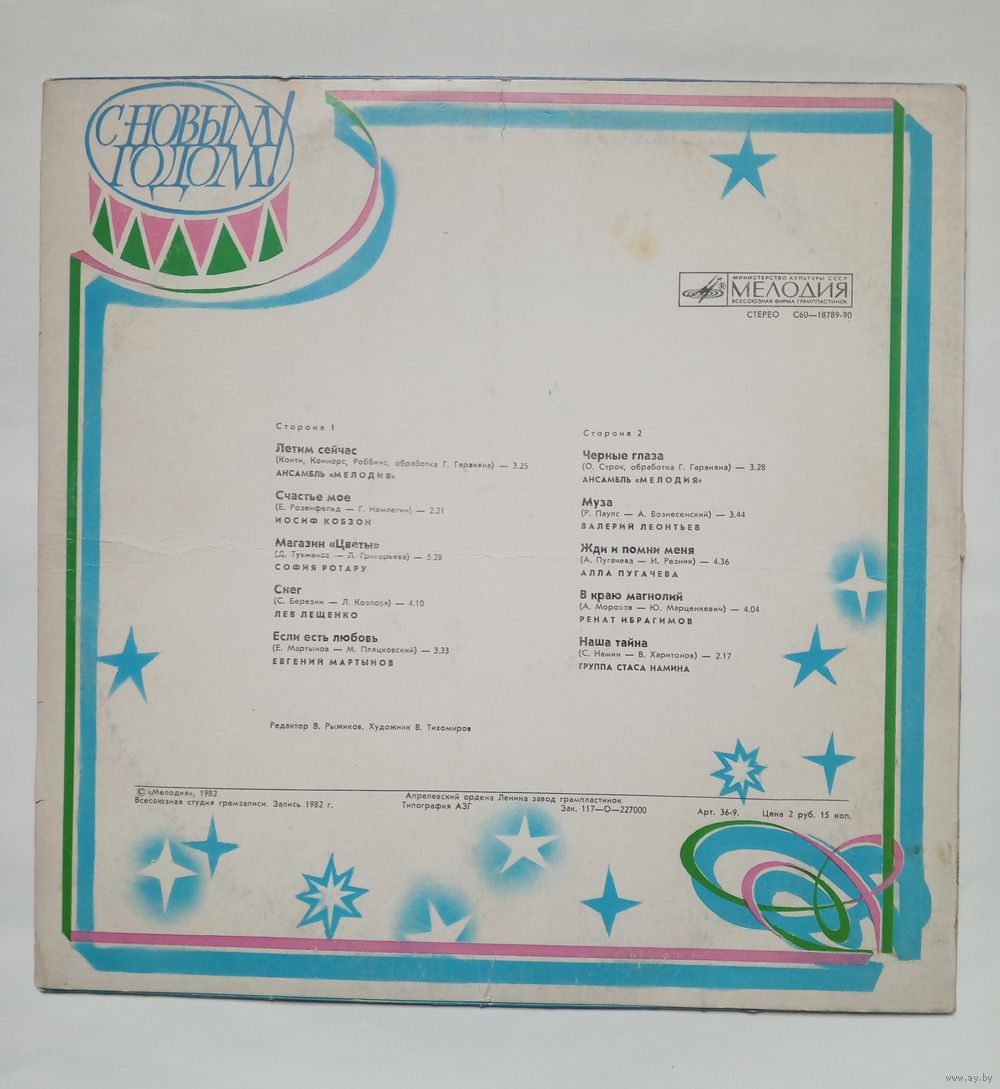 С НОВЫМ
ГОДОМ!
МИНИСТЕРСТВО КУЛЬТУРЫ СССР
МЕЛОДИЯ
ВСЕСОЮЗНАЯ ФИРМА ГРАМПЛАСТИНОК
СТЕРЕО С60—18789-90
Сторона 1
Летим сейчас
(Конти, Коннорс, Роббинс, обработка Г. Гараняна) — 3.25
АНСАМБЛЬ «МЕЛОДИЯ»
Счастье мое
(Е. Розенфельд — Г. Намлегин) — 2.21
ИОСИФ КОБЗОН
Магазин «Цветы»
(Д. Тухманов — Л. Григорьева) — 5.28
СОФИЯ РОТАРУ
Снег
(С. Березин — Л. Козлова) — 4.10
ЛЕВ ЛЕЩЕНКО
Если есть любовь
(Е. Мартынов — М. Пляцковский) — 3.33
ЕВГЕНИЙ МАРТЫНОВ
Сторона 2
Черные глаза
(О. Строк, обработка Г. Гараняна) — 3.28
АНСАМБЛЬ «МЕЛОДИЯ»
Муза
(Р. Паулс — А. Вознесенский) — 3.44
ВАЛЕРИЙ ЛЕОНТЬЕВ
Жди и помни меня
(А. Пугачева — И. Резник) — 4.36
АЛЛА ПУГАЧЕВА
В краю магнолий
(А. Морозов — Ю. Марценкевич) — 4.04
РЕНАТ ИБРАГИМОВ
Наша тайна
(С. Намин — В. Харитонов) — 2.17
ГРУППА СТАСА НАМИНА
Редактор В. Рыжиков. Художник В. Тихомиров
© «Мелодия», 1982
Всесоюзная студия грамзаписи. Запись 1982 г.
Апрелевский ордена Ленина завод грампластинок
Типография АЗГ Зак. 117—О—227000
Арт. 36-9. Цена 2 руб. 15 коп.
www.ay.by